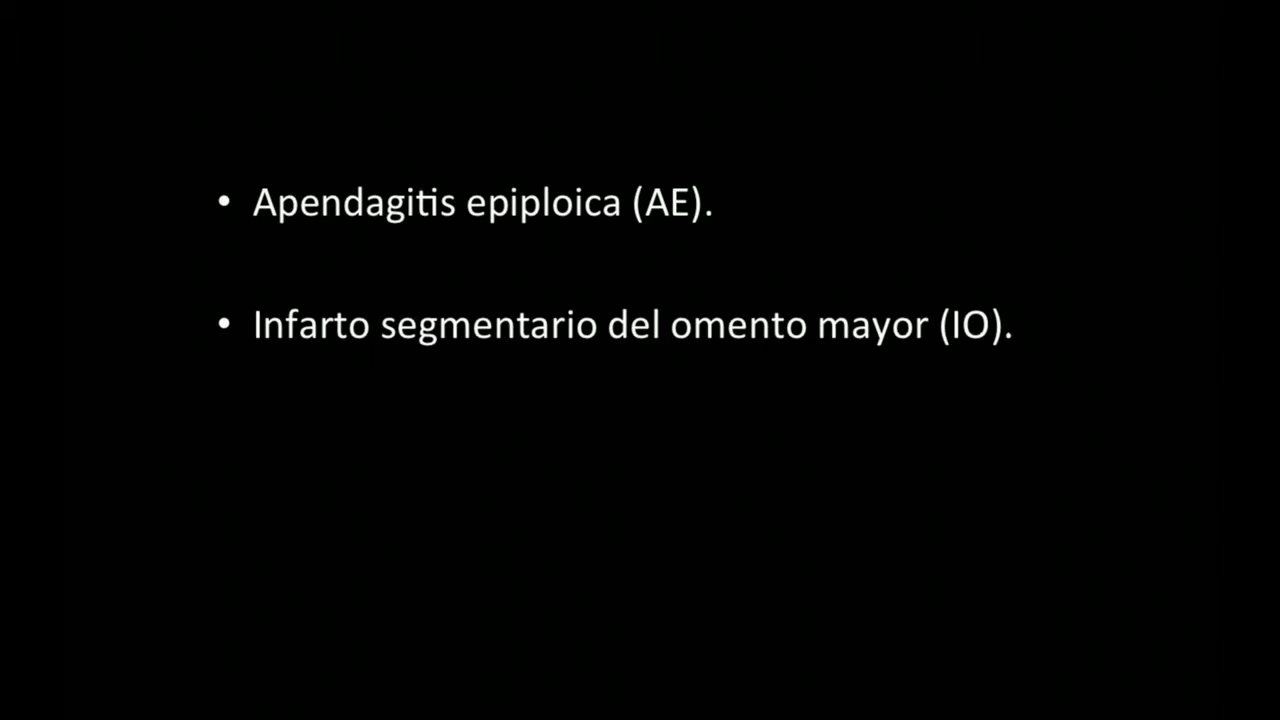 • Apendagitis epiploica (AE).
• Infarto segmentario del omento mayor (IO).